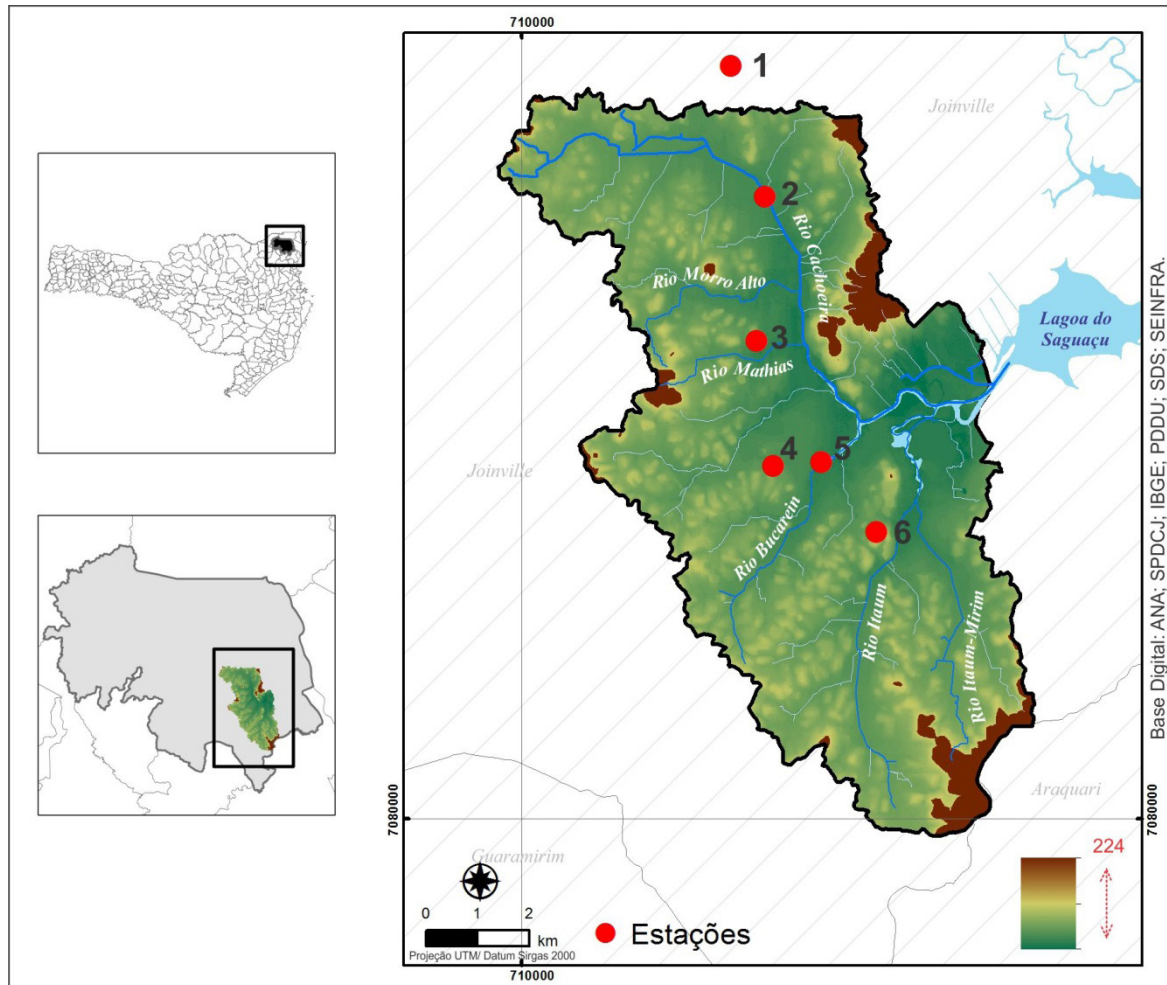 710000
1
Joinville
2
Rio Cachoeira
Rio Morro Alto
3
Rio Mathias
Lagoa do
Saguaçu
4
5
Joinville
Rio Bucarein
6
Rio Itaum
Rio Itaum-Mirim
Araquari
7080000
7080000
Guaramirim
224
0 1 2
km
Projeção UTM/ Datum Sirgas 2000
Estações
710000
Base Digital: ANA; SPDCJ; IBGE; PDDU; SDS; SEINFRA.